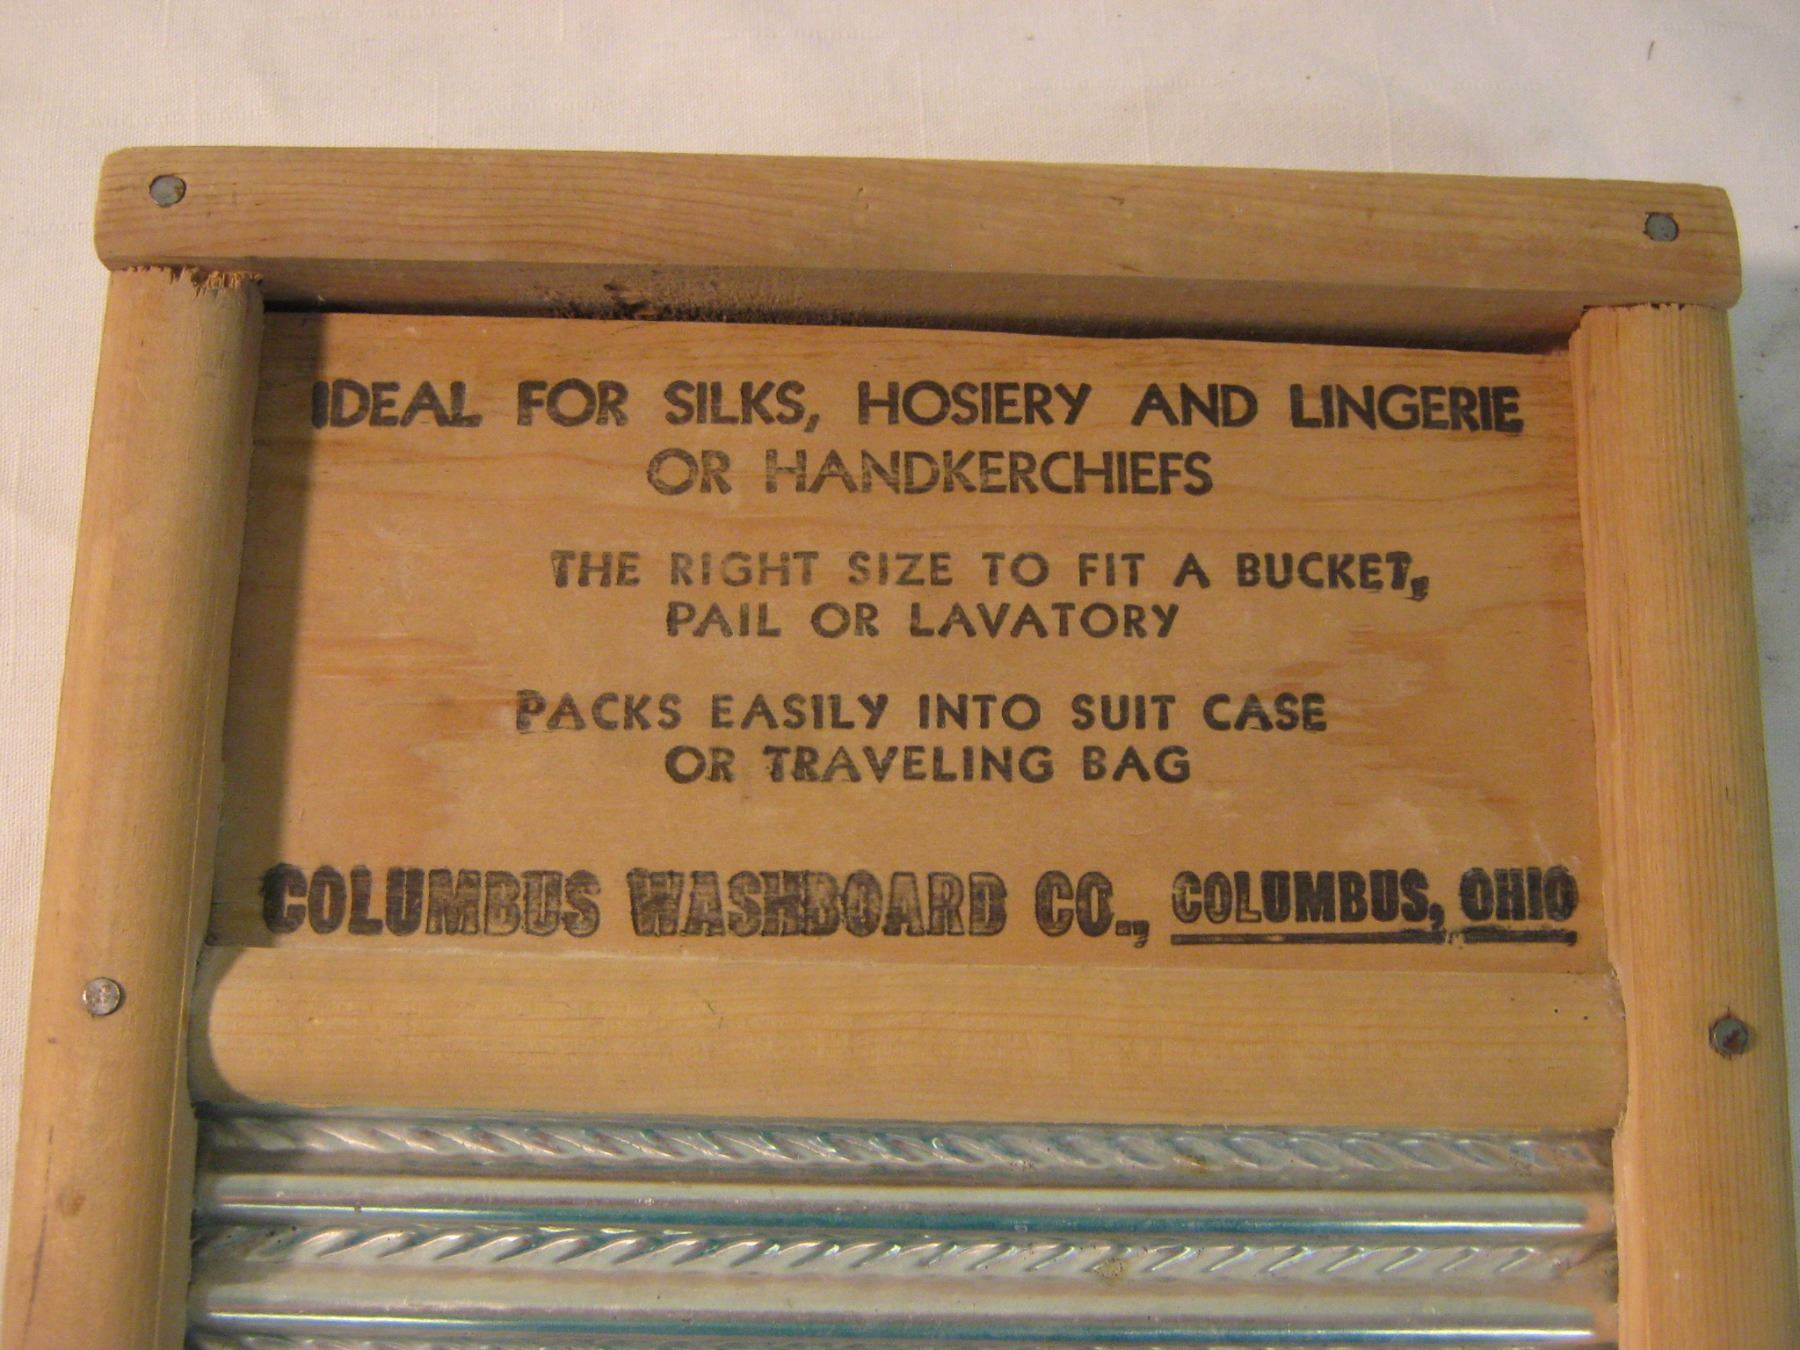 IDEAL FOR SILKS, HOSIERY AND LINGERIE
OR HANDKERCHIEFS
THE RIGHT SIZE TO FIT A BUCKET,
PAIL OR LAVATORY
PACKS EASILY INTO SUIT CASE
OR TRAVELING BAG
COLUMBUS WASHBOARD CO., COLUMBUS, OHIO